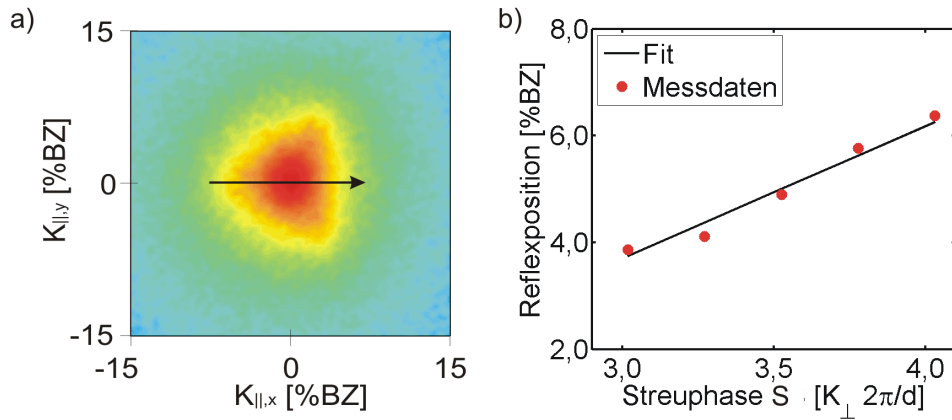 a)
15
0
-15
K||,y [%BZ]
-15
0
15
K||,x [%BZ]
b)
8,0
6,0
4,0
2,0
Reflexposition [%BZ]
Fit
Messdaten
3,0
3,5
4,0
Streuphase S [K⊥ 2π/d]